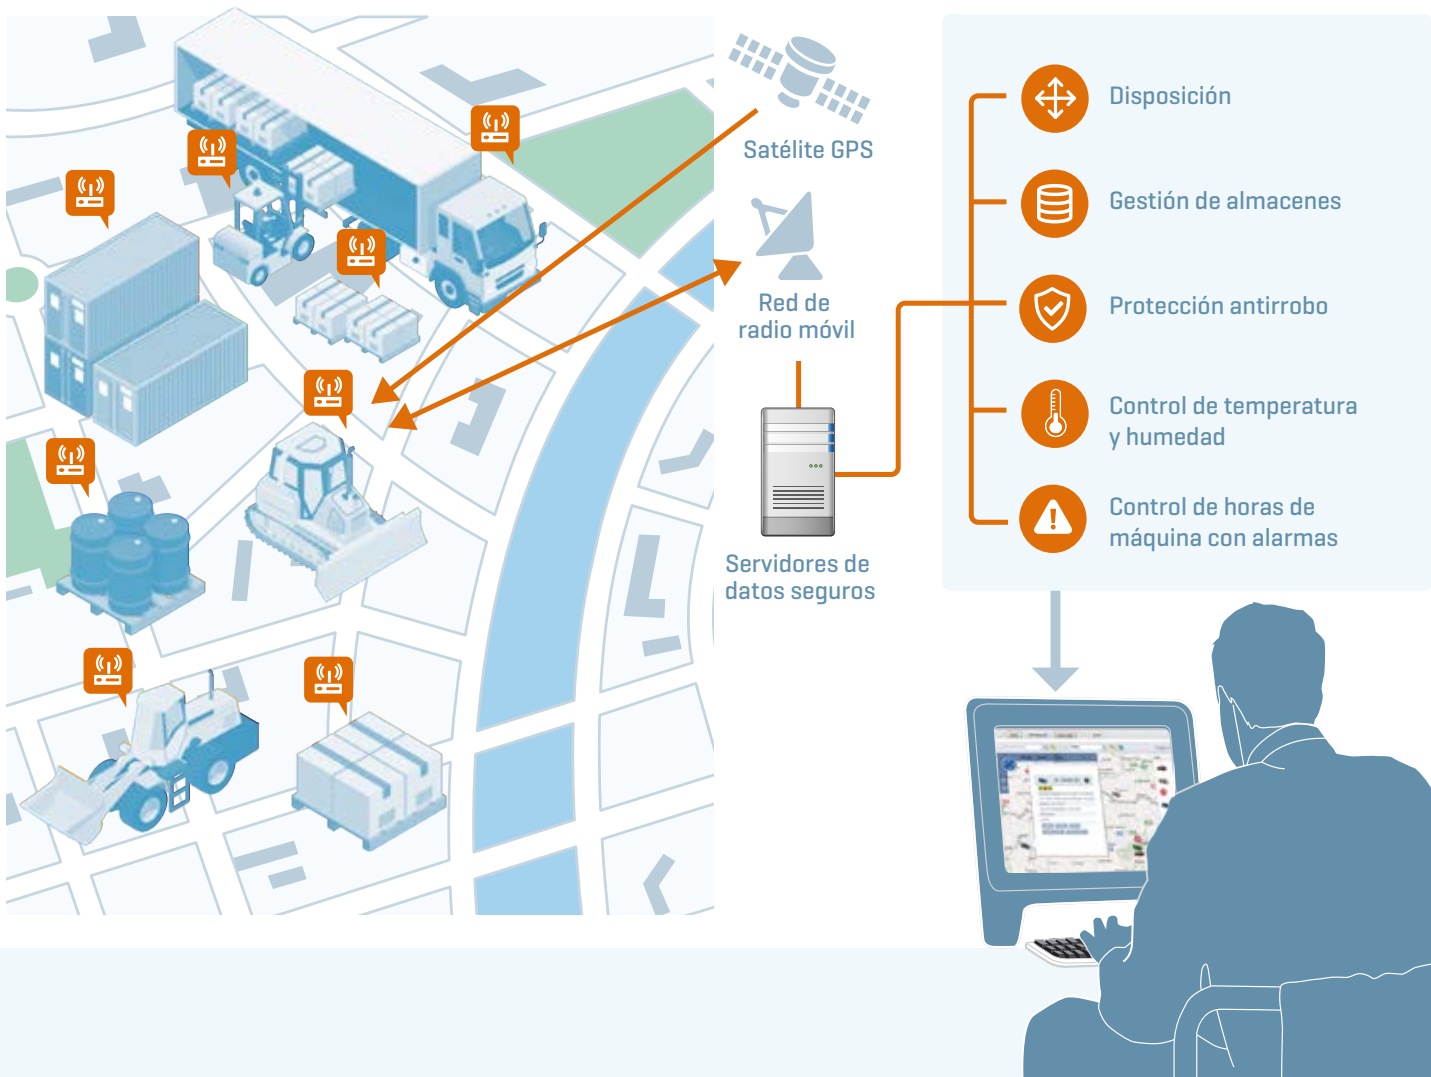 Satélite GPS
Red de
radio móvil
Servidores de
datos seguros
Disposición
Gestión de almacenes
Protección antirrobo
Control de temperatura
y humedad
Control de horas de
máquina con alarmas